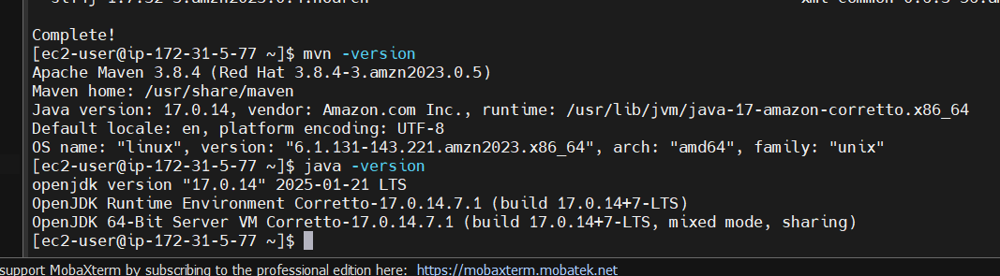 Complete!
[ec2-user@ip-172-31-5-77 ~]$ mvn -version
Apache Maven 3.8.4 (Red Hat 3.8.4-3.amzn2023.0.5)
Maven home: /usr/share/maven
Java version: 17.0.14, vendor: Amazon.com Inc., runtime: /usr/lib/jvm/java-17-amazon-corretto.x86_64
Default locale: en, platform encoding: UTF-8
OS name: "linux", version: "6.1.131-143.221.amzn2023.x86_64", arch: "amd64", family: "unix"
[ec2-user@ip-172-31-5-77 ~]$ java -version
openjdk version "17.0.14" 2025-01-21 LTS
OpenJDK Runtime Environment Corretto-17.0.14.7.1 (build 17.0.14+7-LTS)
OpenJDK 64-Bit Server VM Corretto-17.0.14.7.1 (build 17.0.14+7-LTS, mixed mode, sharing)
[ec2-user@ip-172-31-5-77 ~]$
support MobaXterm by subscribing to the professional edition here: https://mobaxterm.mobatek.net